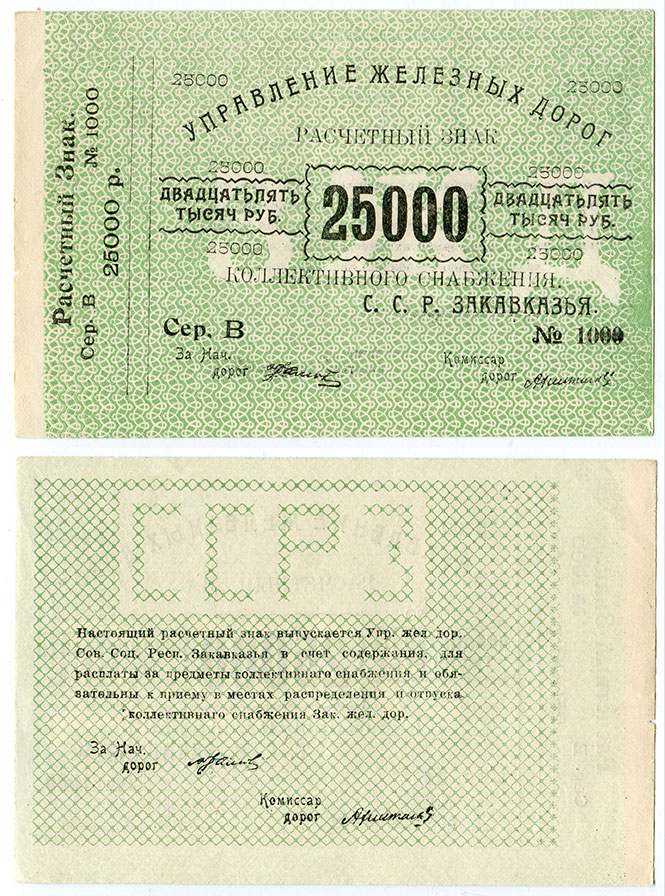 Расчетный Знак.
Сер. В № 1000
25000 р.
25000 25000
УПРАВЛЕНИЕ ЖЕЛЕЗНЫХ ДОРОГ
РАСЧЕТНЫЙ ЗНАК
25000 25000
ДВАДЦАТЬПЯТЬ
ТЫСЯЧ РУБ.
25000
ДВАДЦАТЬПЯТЬ
ТЫСЯЧ РУБ.
25000 25000
КОЛЛЕКТИВНОГО СНАБЖЕНИЯ.
С. С. Р. ЗАКАВКАЗЬЯ.
Сер. В № 1000
За Нач.
дорог
Комиссар
дорог
ССРЗ
Настоящий расчетный знак выпускается Упр. жел. дор.
Сов. Соц. Респ. Закавказья в счет содержания, для
расплаты за предметы коллективнаго снабжения и обя-
зательны к приему в местах распределения и отпуска
коллективнаго снабжения Зак. жел. дор.
За Нач.
дорог
Комиссар
дорог